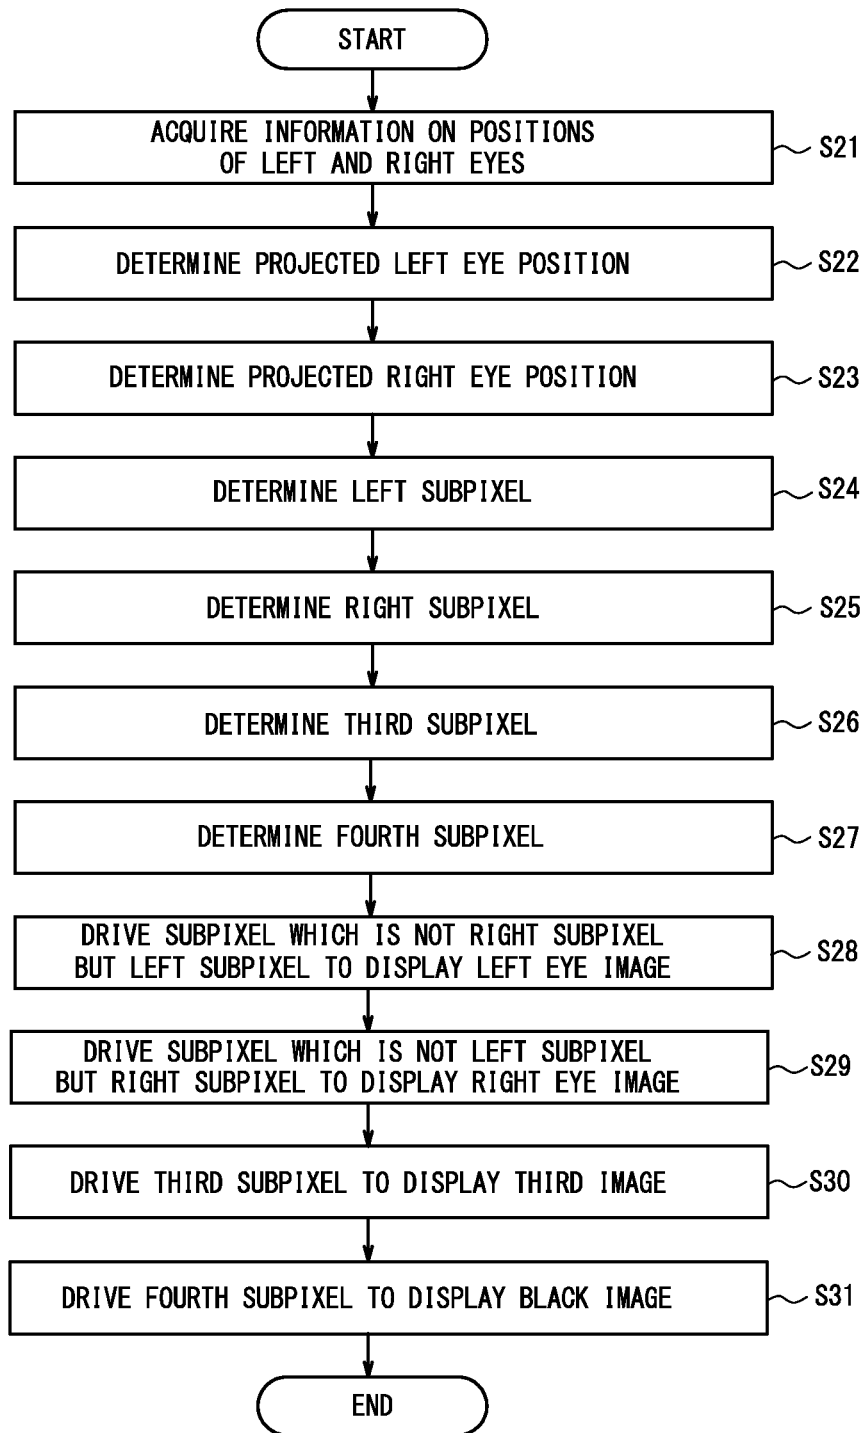 START
ACQUIRE INFORMATION ON POSITIONS
OF LEFT AND RIGHT EYES
S21
DETERMINE PROJECTED LEFT EYE POSITION
S22
DETERMINE PROJECTED RIGHT EYE POSITION
S23
DETERMINE LEFT SUBPIXEL
S24
DETERMINE RIGHT SUBPIXEL
S25
DETERMINE THIRD SUBPIXEL
S26
DETERMINE FOURTH SUBPIXEL
S27
DRIVE SUBPIXEL WHICH IS NOT RIGHT SUBPIXEL
BUT LEFT SUBPIXEL TO DISPLAY LEFT EYE IMAGE
S28
DRIVE SUBPIXEL WHICH IS NOT LEFT SUBPIXEL
BUT RIGHT SUBPIXEL TO DISPLAY RIGHT EYE IMAGE
S29
DRIVE THIRD SUBPIXEL TO DISPLAY THIRD IMAGE
S30
DRIVE FOURTH SUBPIXEL TO DISPLAY BLACK IMAGE
S31
END